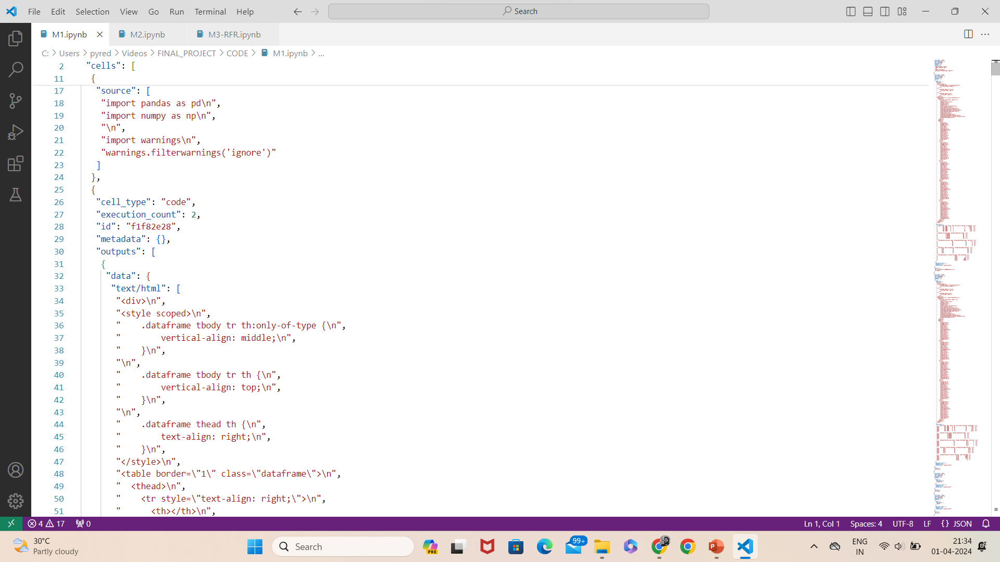 File Edit Selection View Go Run Terminal Help
Search
M1.ipynb
M2.ipynb
M3-RFR.ipynb
C: > Users > pyred > Videos > FINAL_PROJECT > CODE > M1.ipynb > ...
2 "cells": [
11 {
17 "source": [
18 "import pandas as pd\n",
19 "import numpy as np\n",
20 "\n",
21 "import warnings\n",
22 "warnings.filterwarnings('ignore')"
23 ]
24 },
25 {
26 "cell_type": "code",
27 "execution_count": 2,
28 "id": "f1f82e28",
29 "metadata": {},
30 "outputs": [
31 {
32 "data": {
33 "text/html": [
34 "<div>\n",
35 "<style scoped>\n",
36 "    .dataframe tbody tr th:only-of-type {\n",
37 "        vertical-align: middle;\n",
38 "    }\n",
39 "\n",
40 "    .dataframe tbody tr th {\n",
41 "        vertical-align: top;\n",
42 "    }\n",
43 "\n",
44 "    .dataframe thead th {\n",
45 "        text-align: right;\n",
46 "    }\n",
47 "</style>\n",
48 "<table border=\"1\" class=\"dataframe\">\n",
49 "  <thead>\n",
50 "    <tr style=\"text-align: right;\">\n",
51 "      <th></th>\n",
4 17 0
Ln 1, Col 1 Spaces: 4 UTF-8 LF {} JSON
30°C
Partly cloudy
Search
PRE
99+
ENG
IN
21:34
01-04-2024